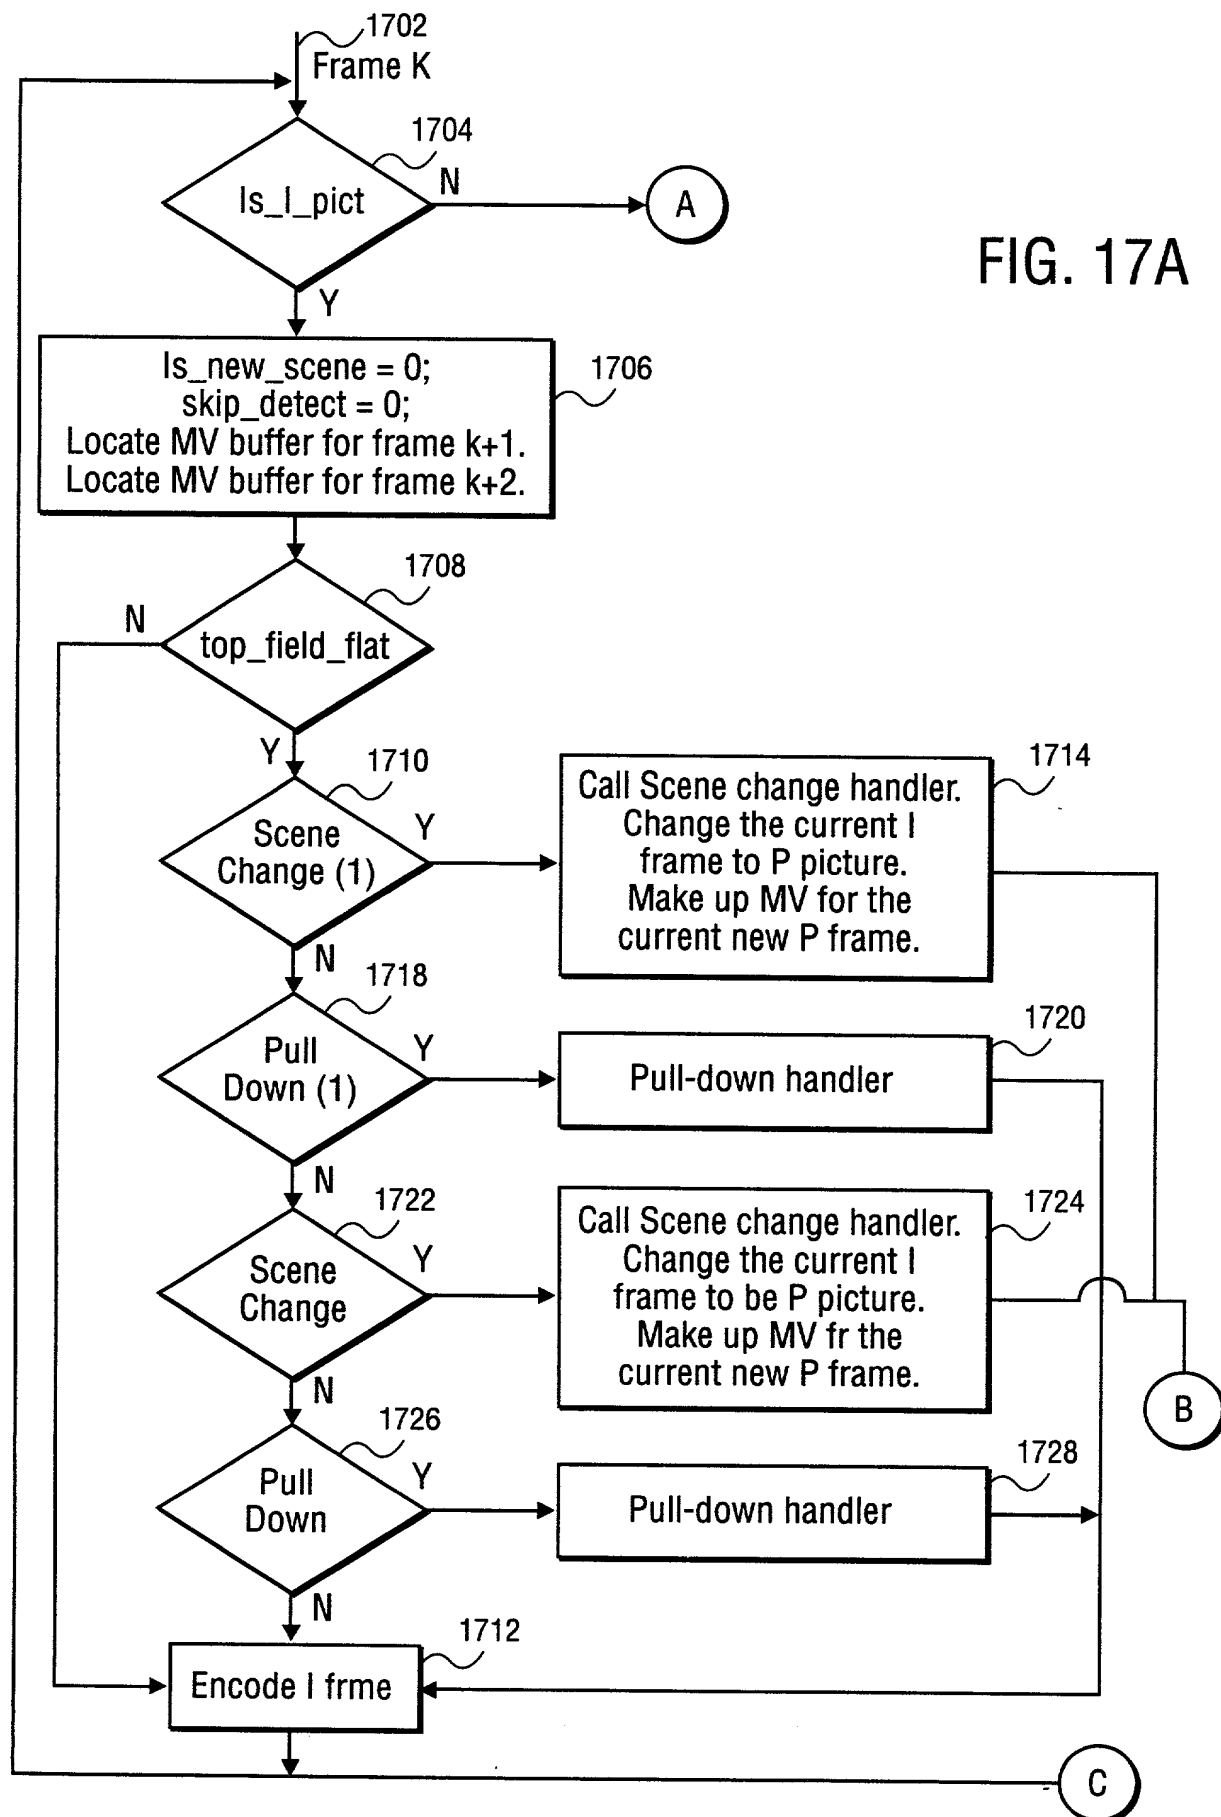 1702
Frame K
1704
Is_I_pict
N
A
FIG. 17A
Y
Is_new_scene = 0;
skip_detect = 0;
Locate MV buffer for frame k+1.
Locate MV buffer for frame k+2.
1706
1708
N
top_field_flat
Y
1710
Scene
Change (1)
Y
Call Scene change handler.
Change the current I
frame to P picture.
Make up MV for the
current new P frame.
1714
N
1718
Pull
Down (1)
Y
Pull-down handler
1720
N
1722
Scene
Change
Y
Call Scene change handler.
Change the current I
frame to be P picture.
Make up MV fr the
current new P frame.
1724
B
N
1726
Pull
Down
Y
Pull-down handler
1728
N
1712
Encode I frme
C